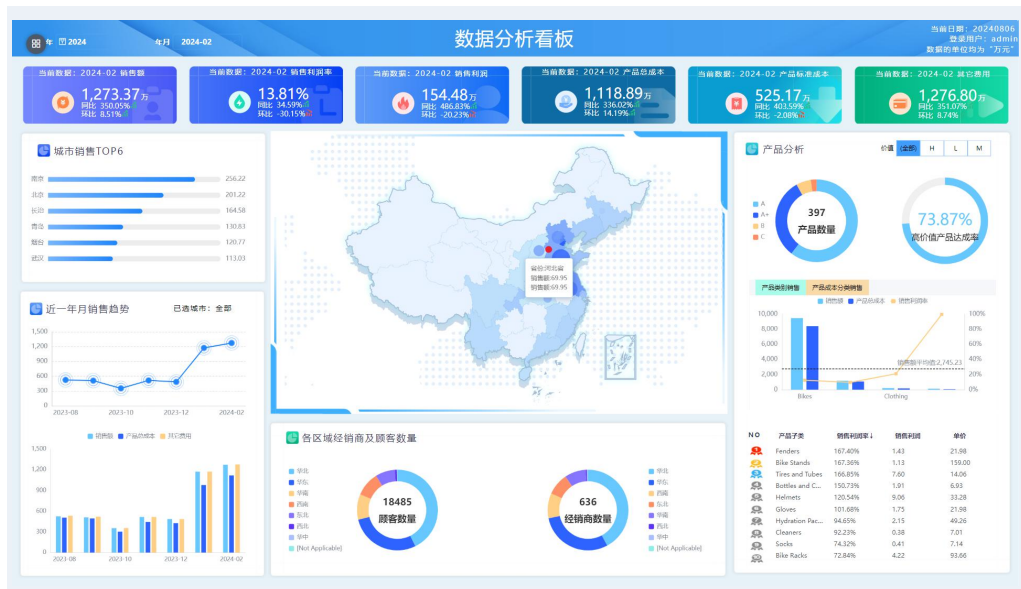 年 2024 年月 2024-02
数据分析看板
当前日期: 20240806
登录用户: admin
数据的单位均为 "万元"
当前数据: 2024-02 销售额
1,273.37万
同比 350.05%
环比 8.51%
当前数据: 2024-02 销售利润率
13.81%
同比 34.59%
环比 -30.15%
当前数据: 2024-02 销售利润
154.48万
同比 486.83%
环比 -20.23%
当前数据: 2024-02 产品总成本
1,118.89万
同比 336.02%
环比 14.19%
当前数据: 2024-02 产品标准成本
525.17万
同比 403.59%
环比 -2.08%
当前数据: 2024-02 其它费用
1,276.80万
同比 351.07%
环比 8.74%
城市销售TOP6
南京 256.22
北京 201.22
长治 164.58
青岛 130.83
烟台 120.77
武汉 113.03
近一年月销售趋势
已选城市: 全部
1,500
1,200
900
600
300
0
2023-08 2023-10 2023-12 2024-02
销售额 产品总成本 其它费用
1,500
1,200
900
600
300
0
2023-08 2023-10 2023-12 2024-02
省份:河北省
销售额:69.95
销售额:69.95
各区域经销商及顾客数量
华北
华东
华南
西南
东北
西北
华中
(Not Applicable)
18485
顾客数量
636
经销商数量
华北
华东
西南
东北
华南
西北
华中
(Not Applicable)
产品分析
价值 (全部) H L M
A
A+
B
C
397
产品数量
73.87%
高价值产品达成率
产品类别销售 产品成本分类销售
销售额 产品总成本 销售利润率
10,000
8,000
6,000
4,000
2,000
0
100%
80%
60%
40%
20%
0%
销售额平均值:2,745.23
Bikes Clothing
NO 产品子类 销售利润率↓ 销售利润 单价
Fenders 167.40% 1.43 21.98
Bike Stands 167.36% 1.13 159.00
Tires and Tubes 166.85% 7.60 14.06
Bottles and C... 150.73% 1.91 6.93
Helmets 120.54% 9.06 33.28
Gloves 101.68% 1.75 21.98
Hydration Pac... 94.65% 2.15 49.26
Cleaners 92.23% 0.38 7.01
Socks 74.32% 0.41 7.14
Bike Racks 72.84% 4.22 93.66